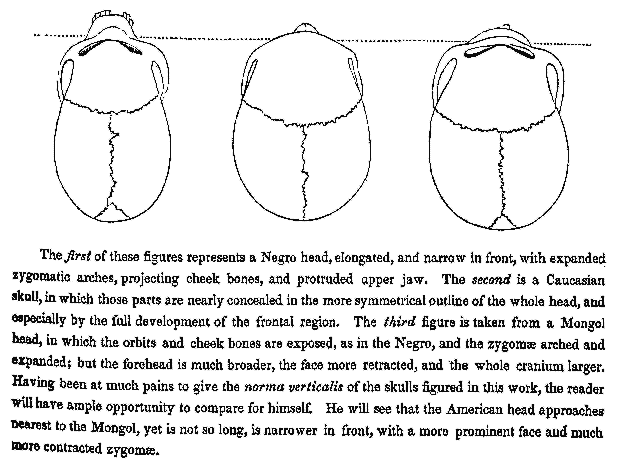 The first of these figures represents a Negro head, elongated, and narrow in front, with expanded
zygomatic arches, projecting cheek bones, and protruded upper jaw. The second is a Caucasian
skull, in which those parts are nearly concealed in the more symmetrical outline of the whole head, and
especially by the full development of the frontal region. The third figure is taken from a Mongol
head, in which the orbits and cheek bones are exposed, as in the Negro, and the zygomæ arched and
expanded; but the forehead is much broader, the face more retracted, and the whole cranium larger.
Having been at much pains to give the norma verticalis of the skulls figured in this work, the reader
will have ample opportunity to compare for himself. He will see that the American head approaches
nearest to the Mongol, yet is not so long, is narrower in front, with a more prominent face and much
more contracted zygomæ.